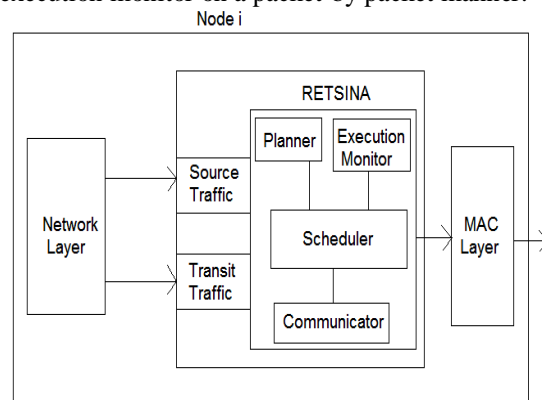 execution monitor on a packet-by-packet manner.
Node i
RETSINA
Planner
Execution
Monitor
Source
Traffic
Network
Layer
Scheduler
MAC
Layer
Transit
Traffic
Communicator